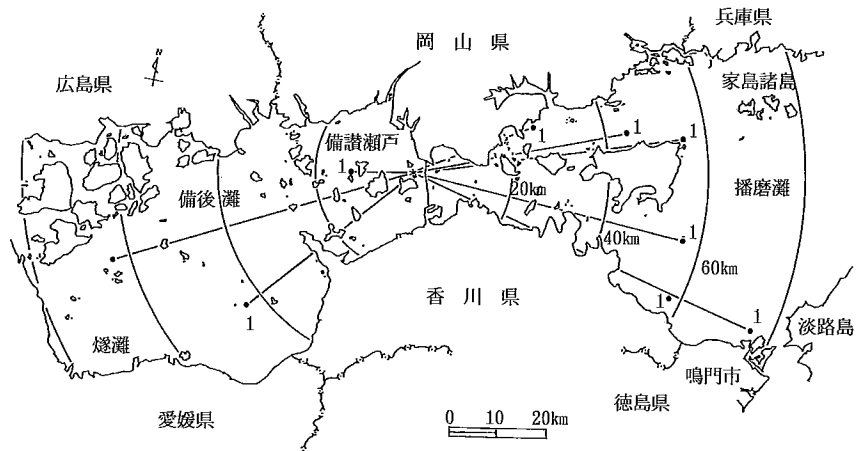 兵庫県
岡山県
広島県
N
家島諸島
備讃瀬戸
1
1
1
1
備後灘
20km
播磨灘
1
40km
60km
香川県
1
1
1
淡路島
燧灘
鳴門市
徳島県
愛媛県
0 10 20km